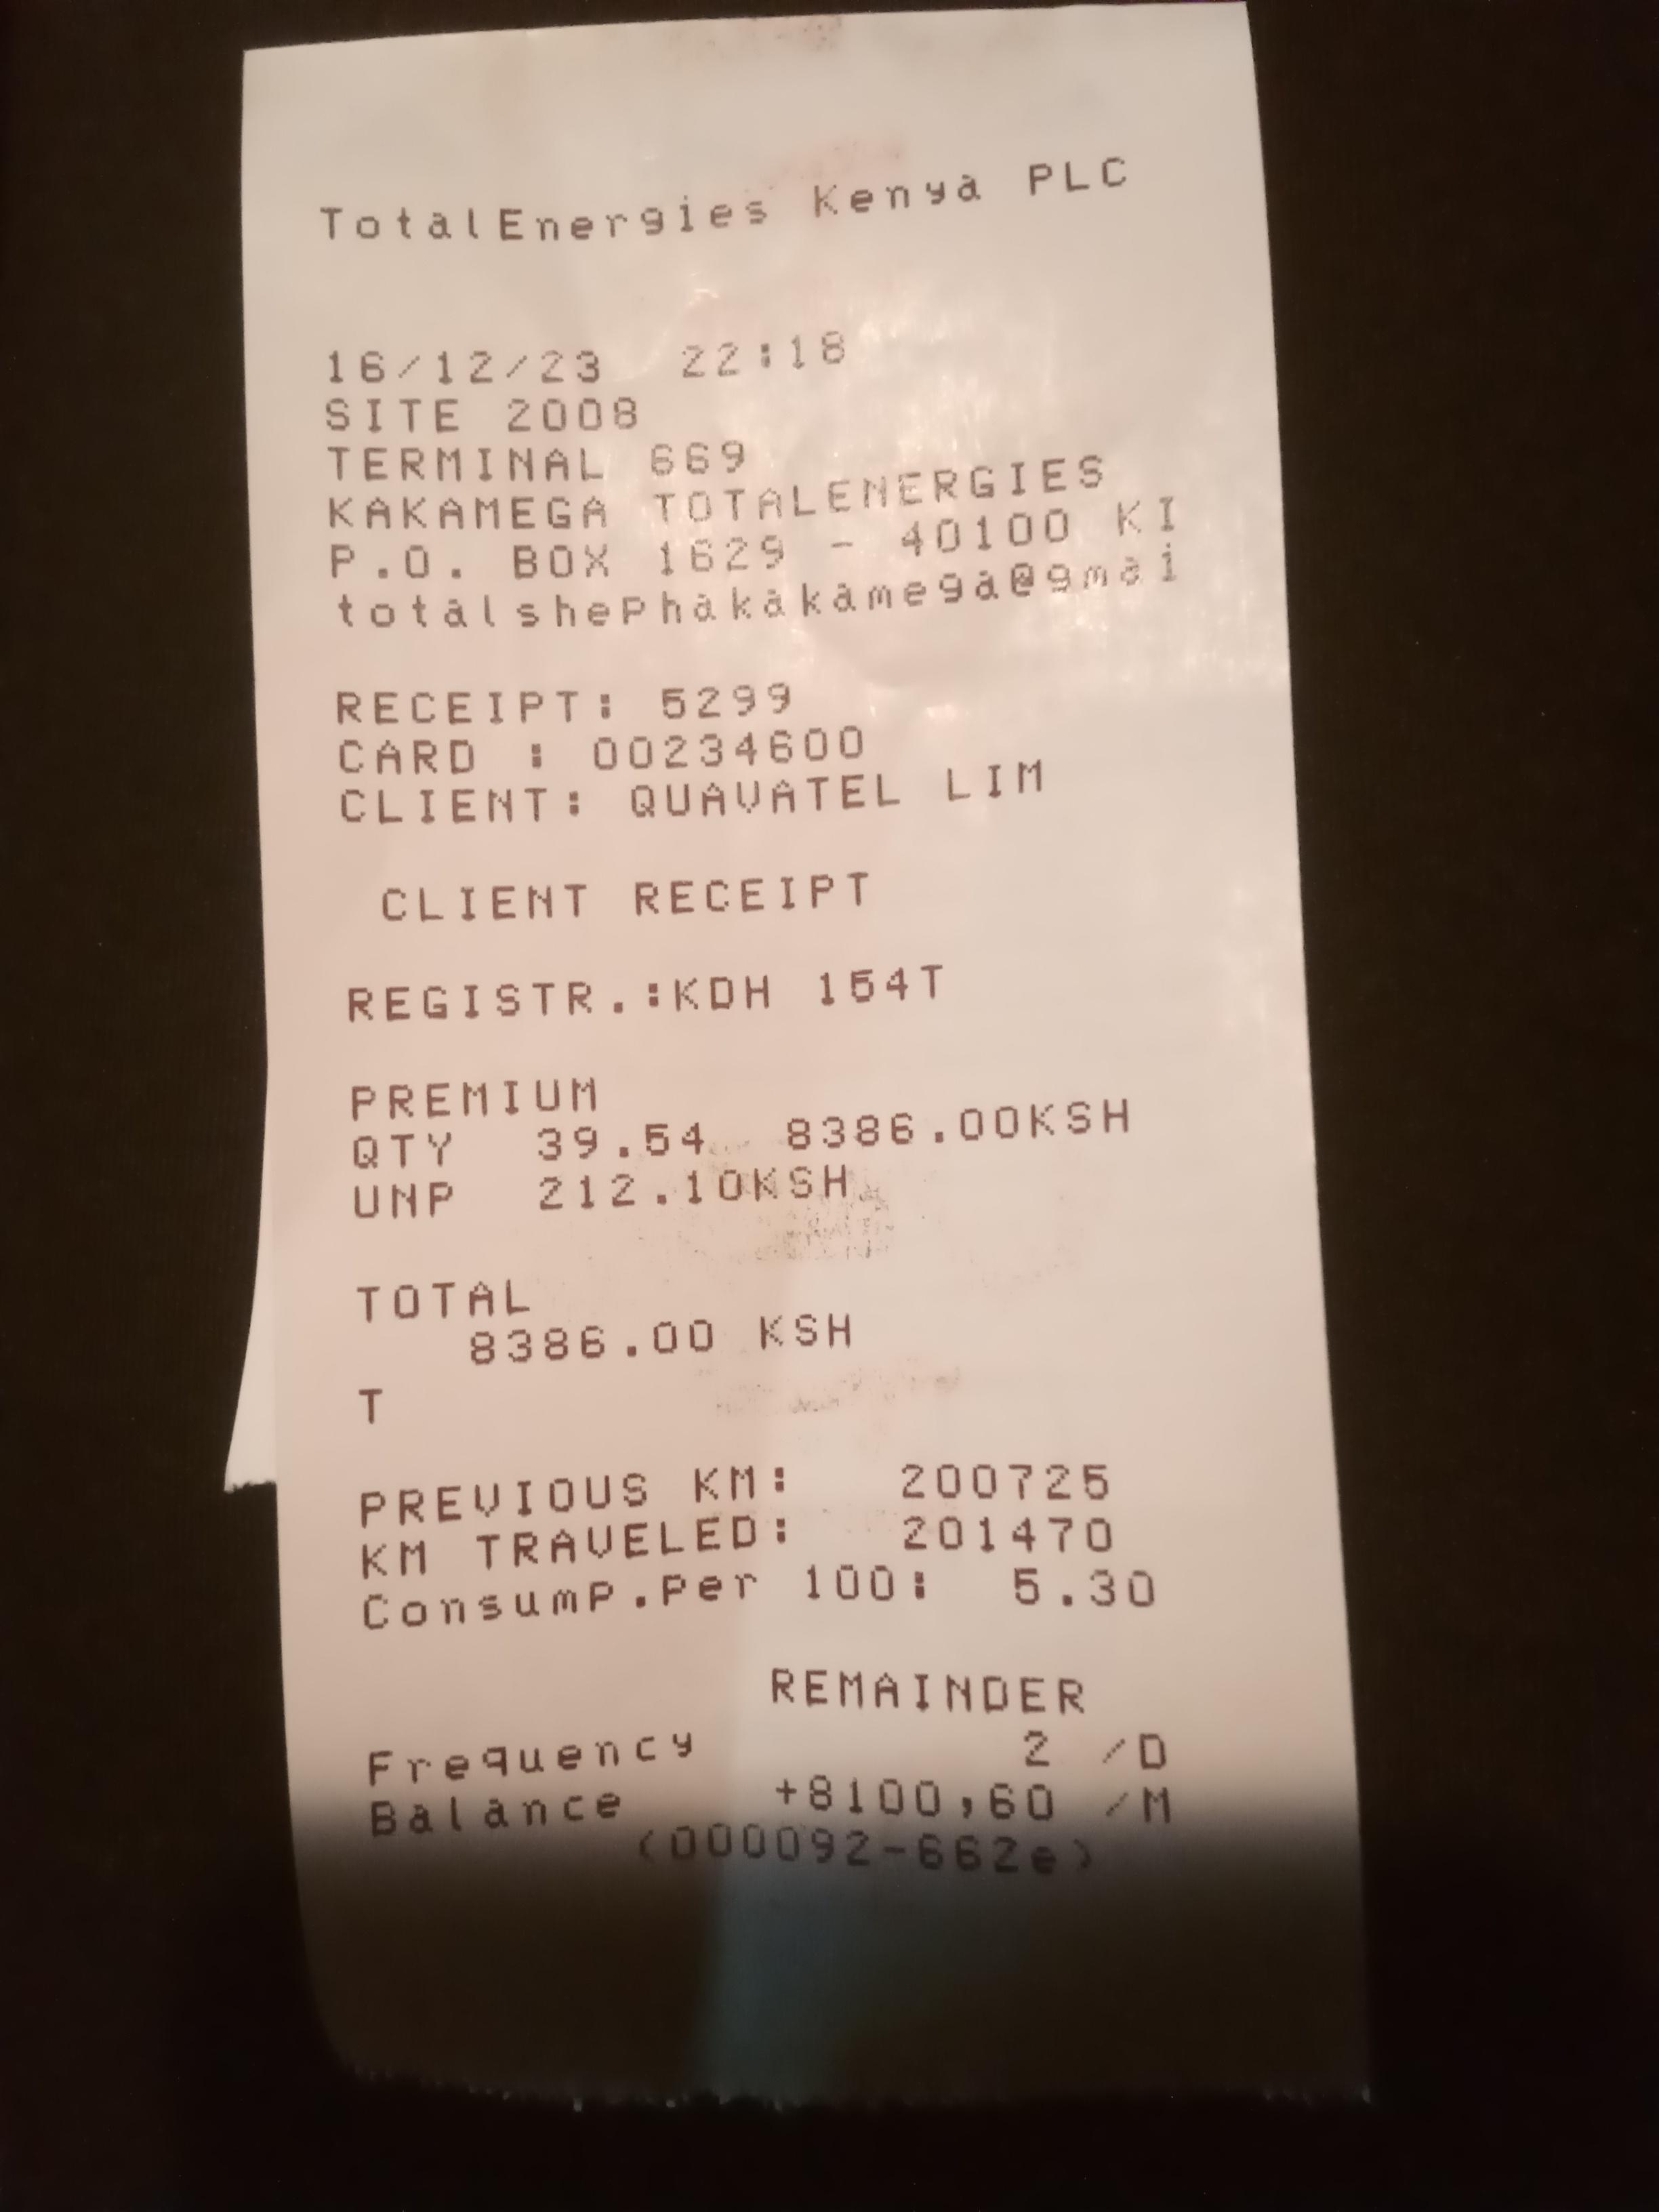 TotalEnergies Kenya PLC
16/12/23 22:18
SITE 2008
TERMINAL 669
KAKAMEGA TOTALENERGIES
P.O. BOX 1629 - 40100 KI
totalshephakakamega@gmai
RECEIPT: 5299
CARD : 00234600
CLIENT: QUAVATEL LIM
CLIENT RECEIPT
REGISTR.:KDH 154T
PREMIUM
QTY 39.54 8386.00KSH
UNP 212.10KSH
TOTAL
8386.00 KSH
T
PREVIOUS KM: 200725
KM TRAVELED: 201470
Consump.per 100: 5.30
REMAINDER
Frequency 2 /D
Balance +8100,60 /M
(000092-662e)